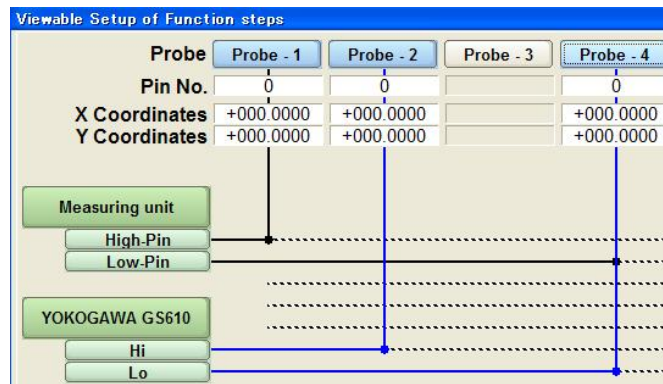 Viewable Setup of Function steps
Probe Probe - 1 Probe - 2 Probe - 3 Probe - 4
Pin No. 0 0 0
X Coordinates +000.0000 +000.0000 +000.0000
Y Coordinates +000.0000 +000.0000 +000.0000
Measuring unit
High-Pin
Low-Pin
YOKOGAWA GS610
Hi
Lo